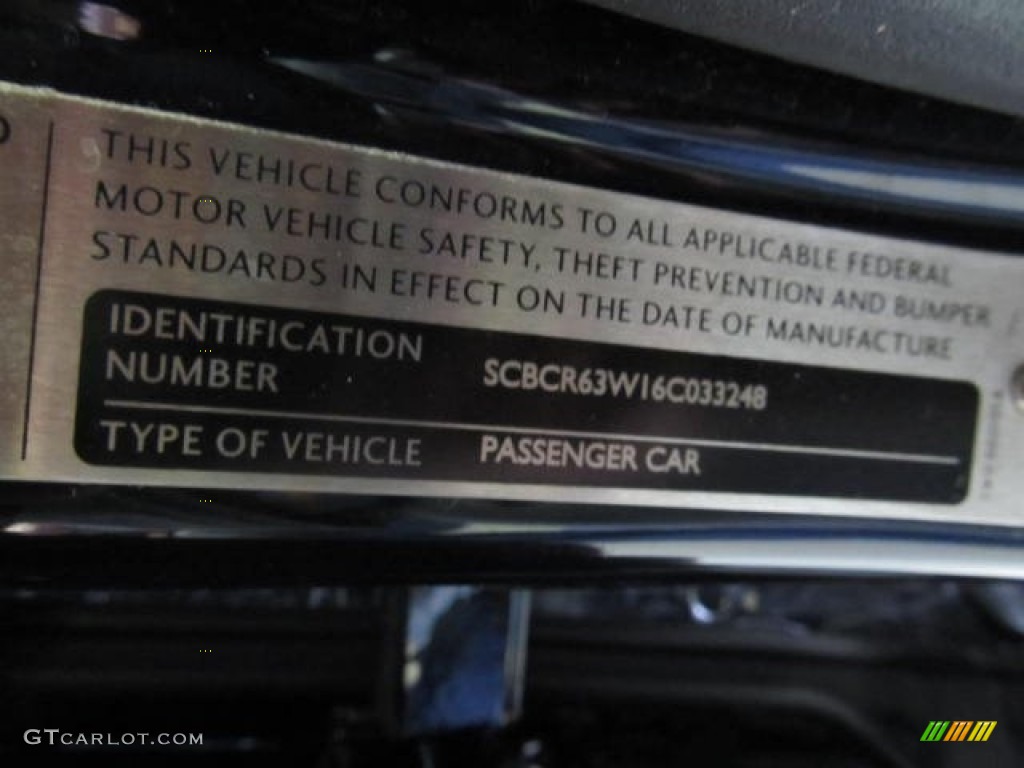 THIS VEHICLE CONFORMS TO ALL APPLICABLE FEDERAL
MOTOR VEHICLE SAFETY, THEFT PREVENTION AND BUMPER
STANDARDS IN EFFECT ON THE DATE OF MANUFACTURE
IDENTIFICATION
NUMBER SCBCR63W16C033248
TYPE OF VEHICLE PASSENGER CAR
GTCARLOT.COM